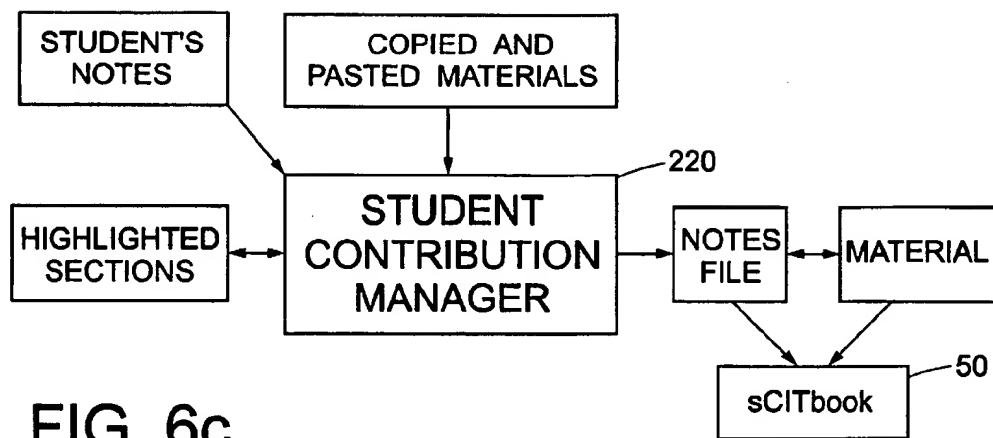 STUDENT'S
NOTES
COPIED AND
PASTED MATERIALS
220
STUDENT
CONTRIBUTION
MANAGER
HIGHLIGHTED
SECTIONS
NOTES
FILE
MATERIAL
sCITbook
50
FIG. 6c